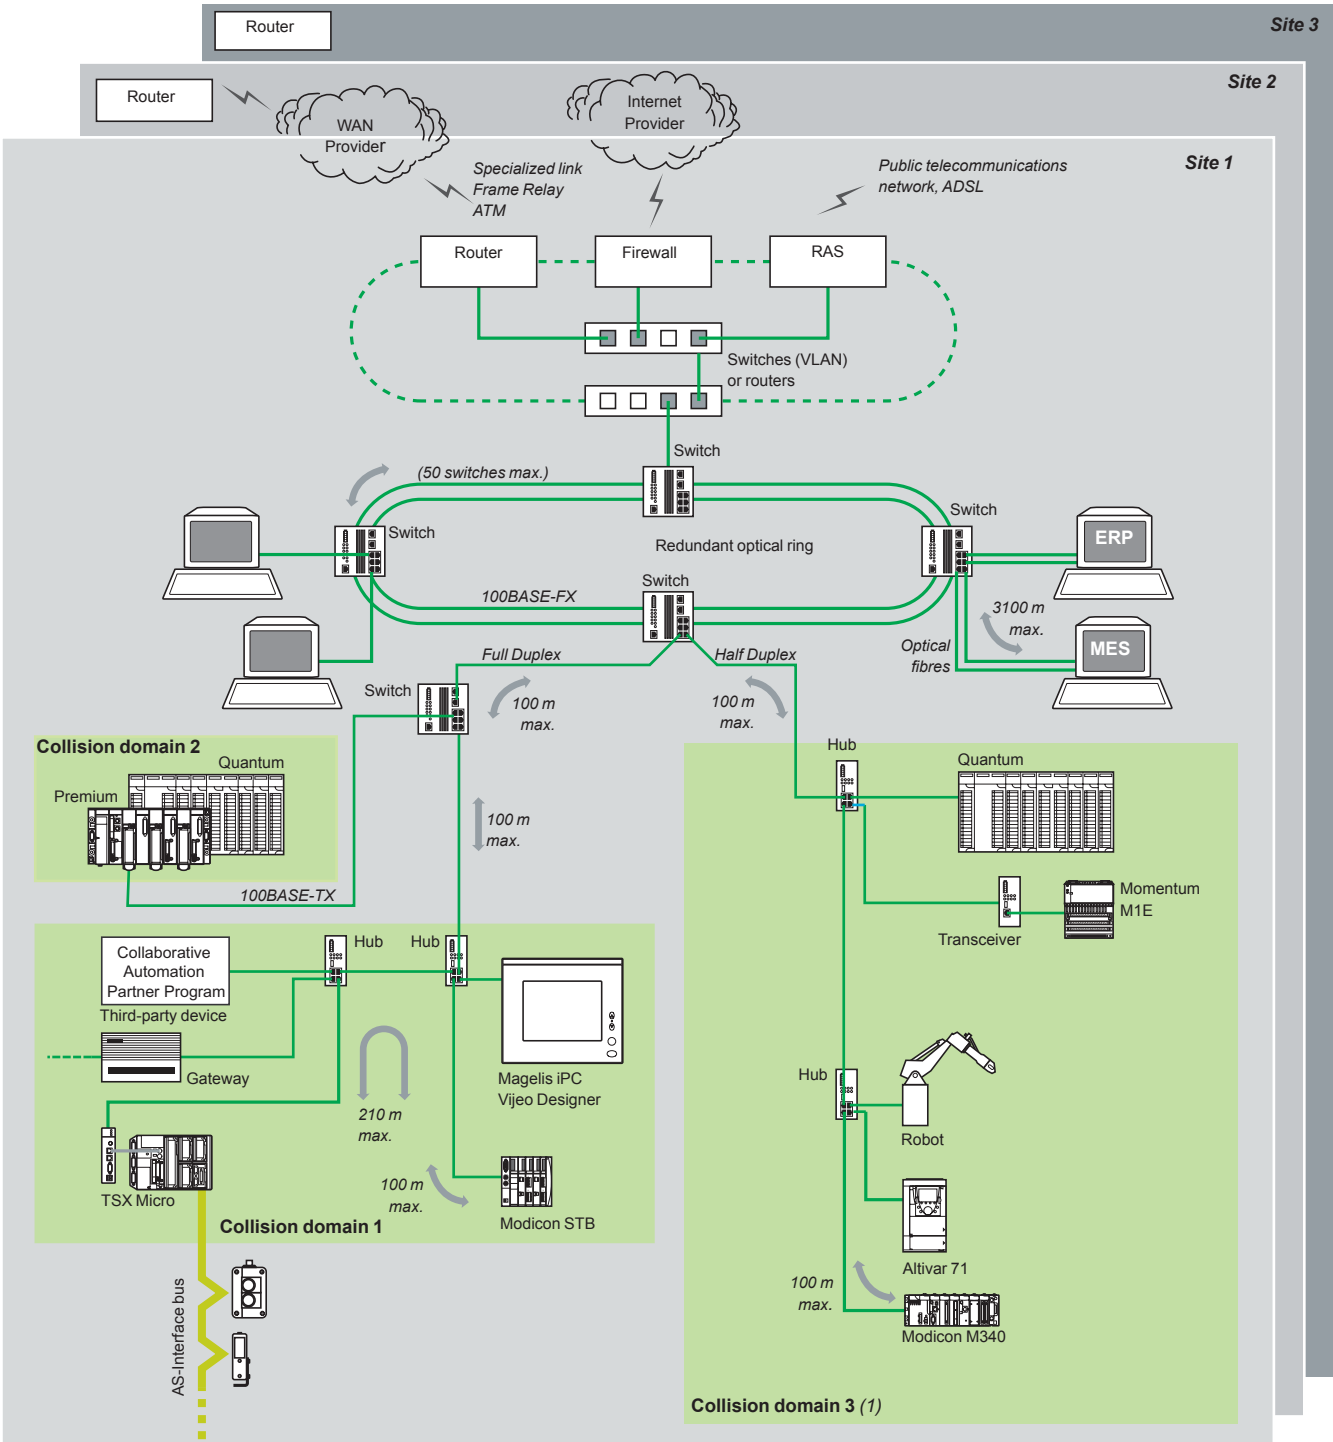 Router
Site 3
Router
Site 2
WAN
Provider
Internet
Provider
Site 1
Specialized link
Frame Relay
ATM
Public telecommunications
network, ADSL
Router
Firewall
RAS
Switches (VLAN)
or routers
Switch
(50 switches max.)
Switch
Switch
ERP
Redundant optical ring
Switch
100BASE-FX
3100 m
max.
Optical
fibres
MES
Full Duplex
Half Duplex
Switch
100 m
max.
100 m
max.
Collision domain 2
Quantum
Premium
100 m
max.
100BASE-TX
Hub
Quantum
Momentum
M1E
Transceiver
Collaborative
Automation
Partner Program
Third-party device
Hub
Hub
Gateway
Magelis iPC
Vijeo Designer
210 m
max.
TSX Micro
100 m
max.
Modicon STB
Collision domain 1
Hub
Robot
Altivar 71
100 m
max.
Modicon M340
AS-Interface bus
Collision domain 3 (1)